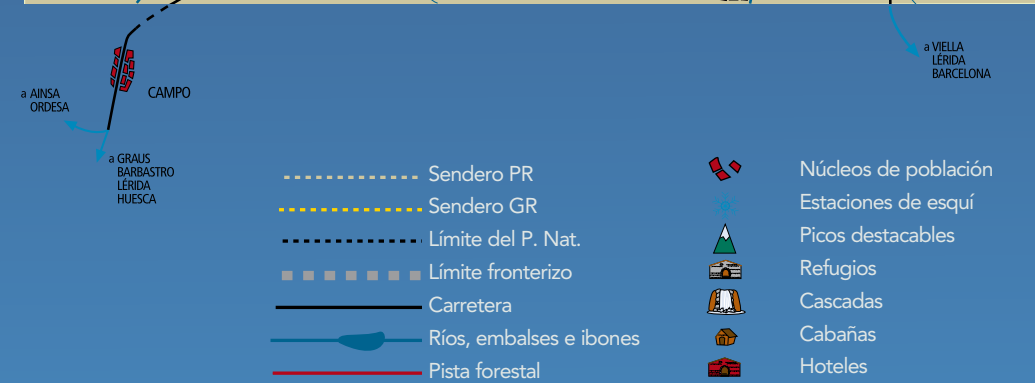 a VIELLA
LÉRIDA
BARCELONA
a AINSA
ORDESA
CAMPO
a GRAUS
BARBASTRO
LÉRIDA
HUESCA
Sendero PR
Sendero GR
Límite del P. Nat.
Límite fronterizo
Carretera
Ríos, embalses e ibones
Pista forestal
Núcleos de población
Estaciones de esquí
Picos destacables
Refugios
Cascadas
Cabañas
Hoteles